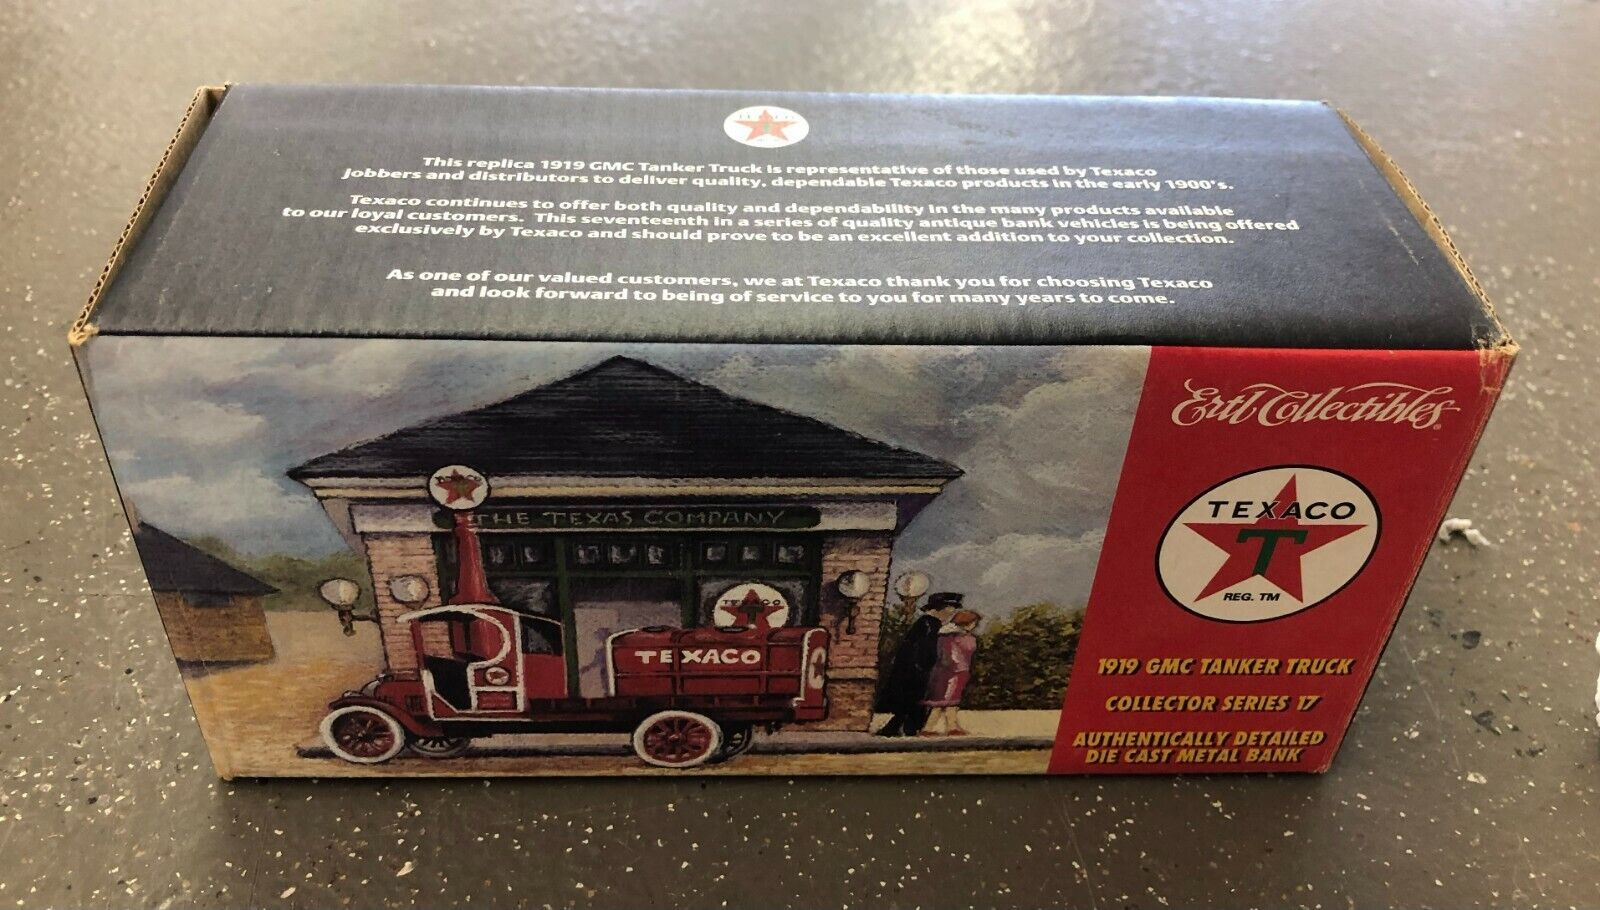 TEXACO
T
This replica 1919 GMC Tanker Truck is representative of those used by Texaco
Jobbers and distributors to deliver quality, dependable Texaco products in the early 1900's.
Texaco continues to offer both quality and dependability in the many products available
to our loyal customers. This seventeenth in a series of quality antique bank vehicles is being offered
exclusively by Texaco and should prove to be an excellent addition to your collection.
As one of our valued customers, we at Texaco thank you for choosing Texaco
and look forward to being of service to you for many years to come.
Ertl Collectibles®
TEXACO
T
REG. TM
1919 GMC TANKER TRUCK
COLLECTOR SERIES 17
AUTHENTICALLY DETAILED
DIE CAST METAL BANK
TEXACO
THE TEXAS COMPANY
TEXACO
T
TEXACO
C